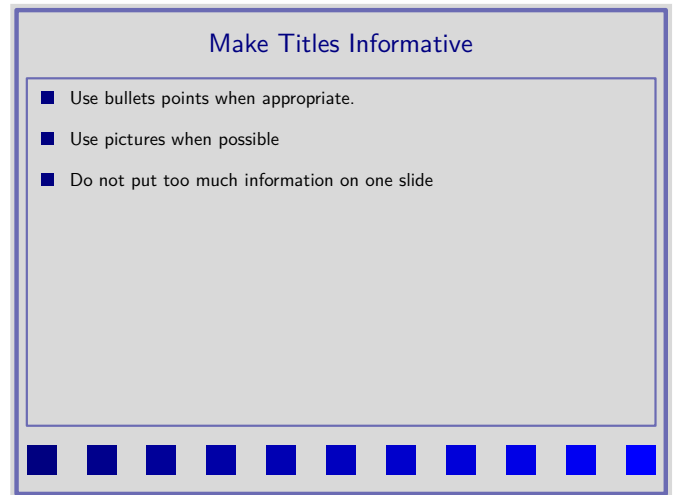 Make Titles Informative
Use bullets points when appropriate.
Use pictures when possible
Do not put too much information on one slide